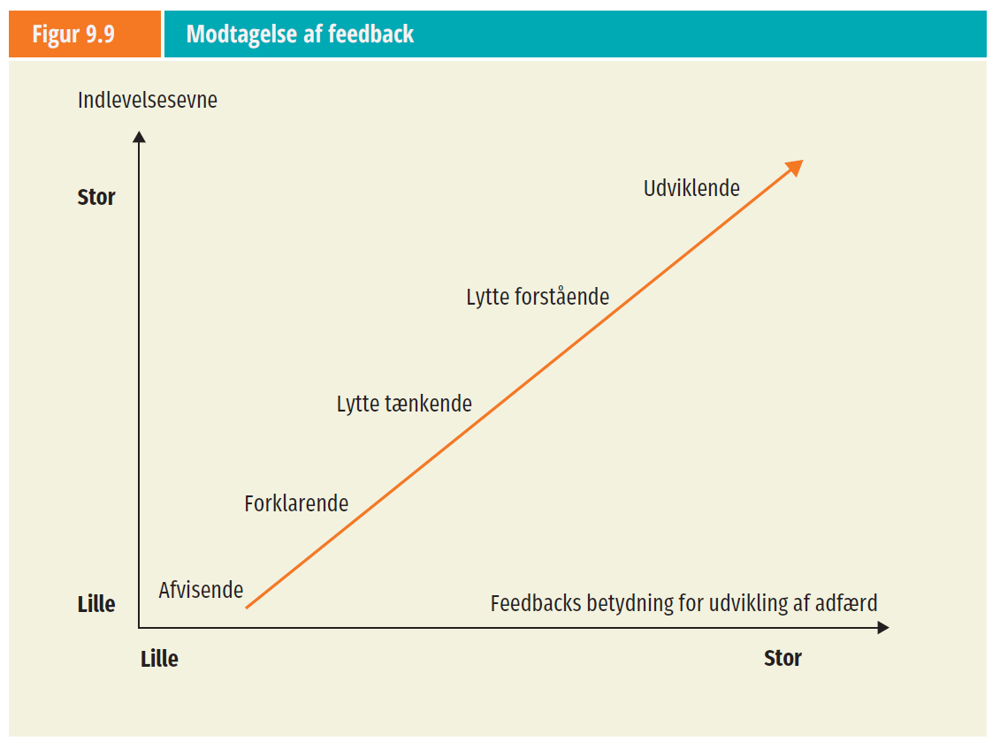 Figur 9.9
Modtagelse af feedback
Indlevelsesevne
Stor
Udviklende
Lytte forstående
Lytte tænkende
Forklarende
Afvisende
Lille
Feedbacks betydning for udvikling af adfærd
Lille
Stor